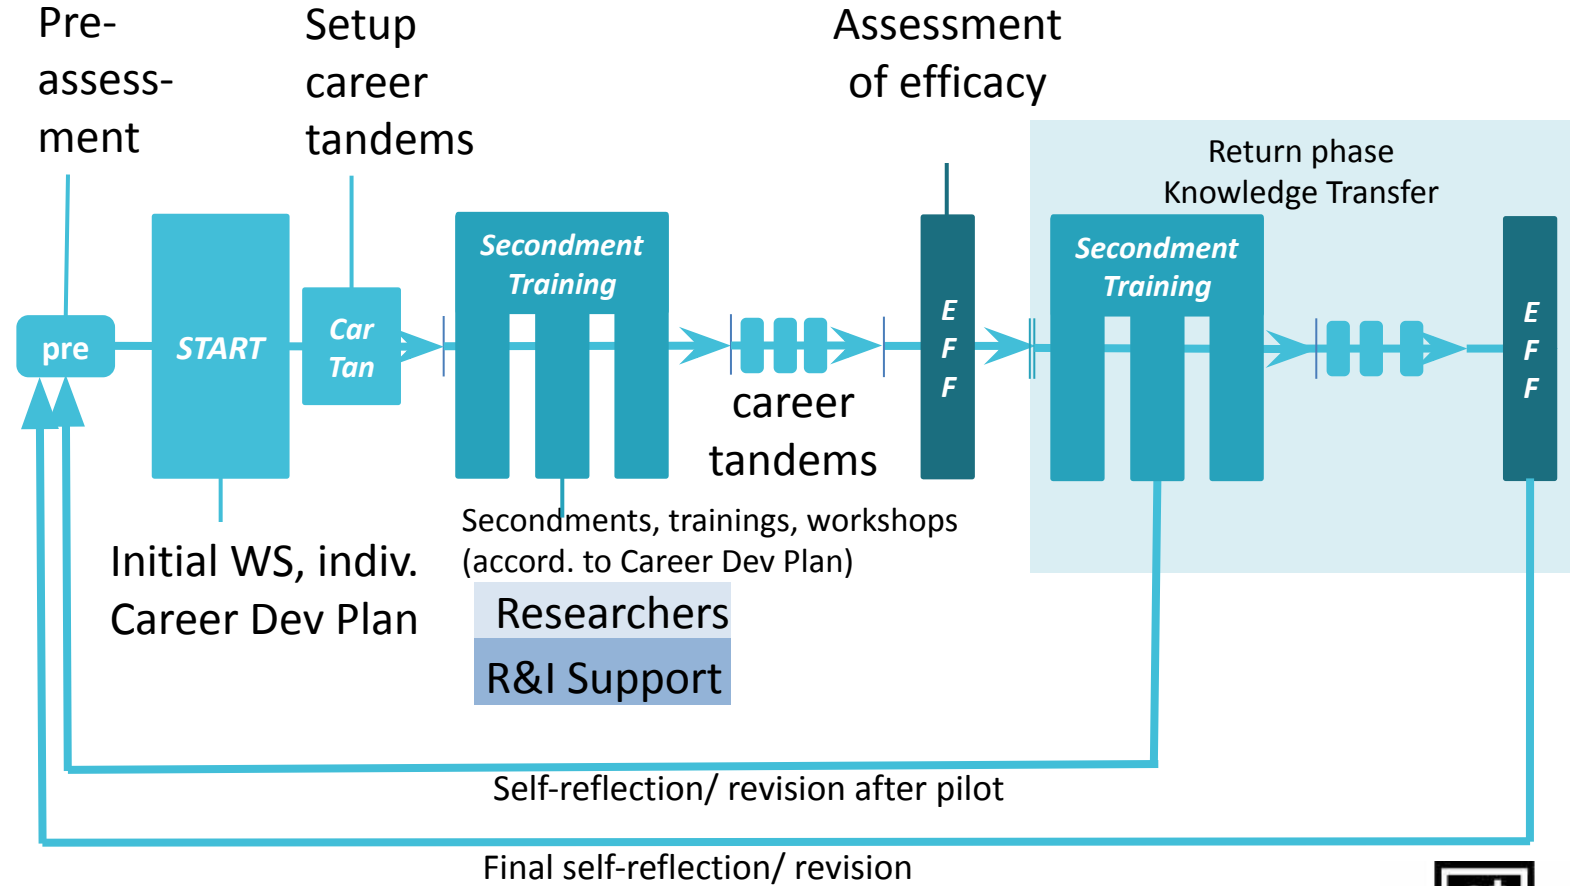 Pre-
assess-
ment
Setup
career
tandems
Assessment
of efficacy
Return phase
Knowledge Transfer
pre
START
Car
Tan
Secondment
Training
career
tandems
E
F
F
Secondment
Training
E
F
F
Initial WS, indiv.
Career Dev Plan
Secondments, trainings, workshops
(accord. to Career Dev Plan)
Researchers
R&I Support
Self-reflection/ revision after pilot
Final self-reflection/ revision